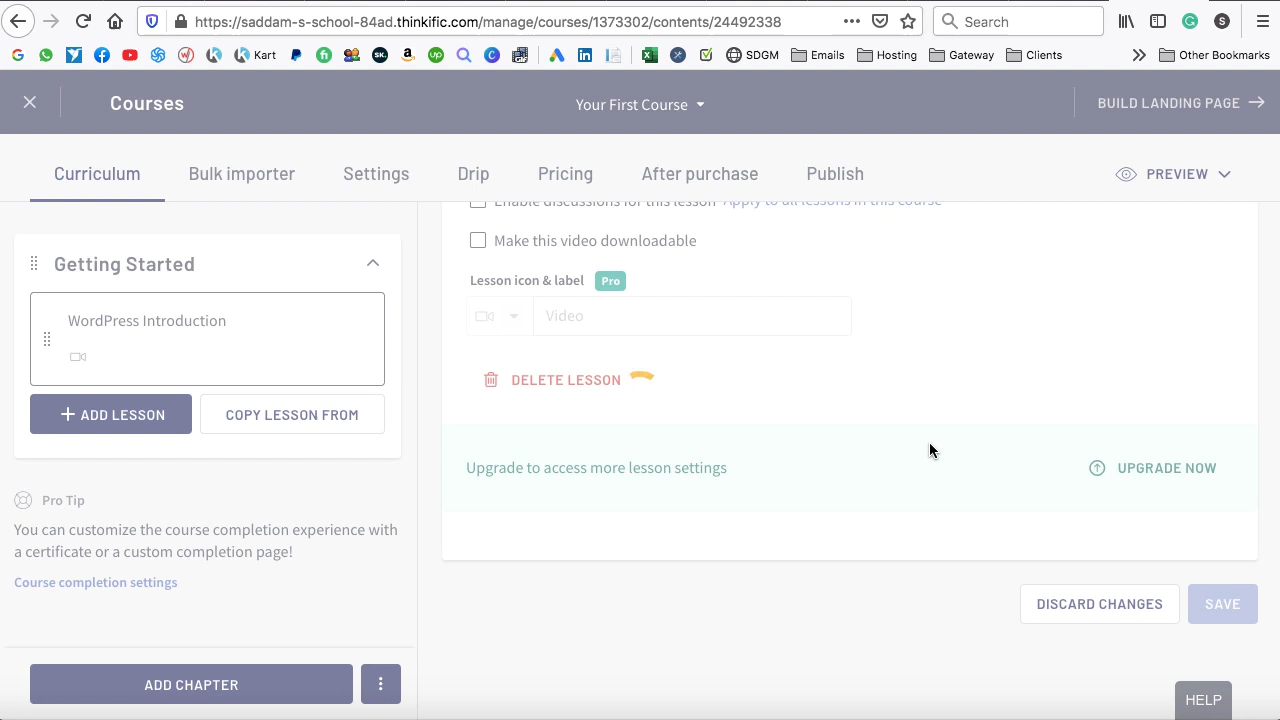 https://saddam-s-school-84ad.thinkific.com/manage/courses/1373302/contents/24492338
Search
S
G
Kart
SDGM
Emails
Hosting
Gateway
Clients
Other Bookmarks
Courses
Your First Course
BUILD LANDING PAGE
Curriculum
Bulk importer
Settings
Drip
Pricing
After purchase
Publish
PREVIEW
Enable discussions for this lesson Apply to all lessons in this course
Make this video downloadable
Getting Started
Lesson icon & label Pro
WordPress Introduction
Video
DELETE LESSON
ADD LESSON
COPY LESSON FROM
Upgrade to access more lesson settings
UPGRADE NOW
Pro Tip
You can customize the course completion experience with
a certificate or a custom completion page!
Course completion settings
DISCARD CHANGES
SAVE
ADD CHAPTER
HELP